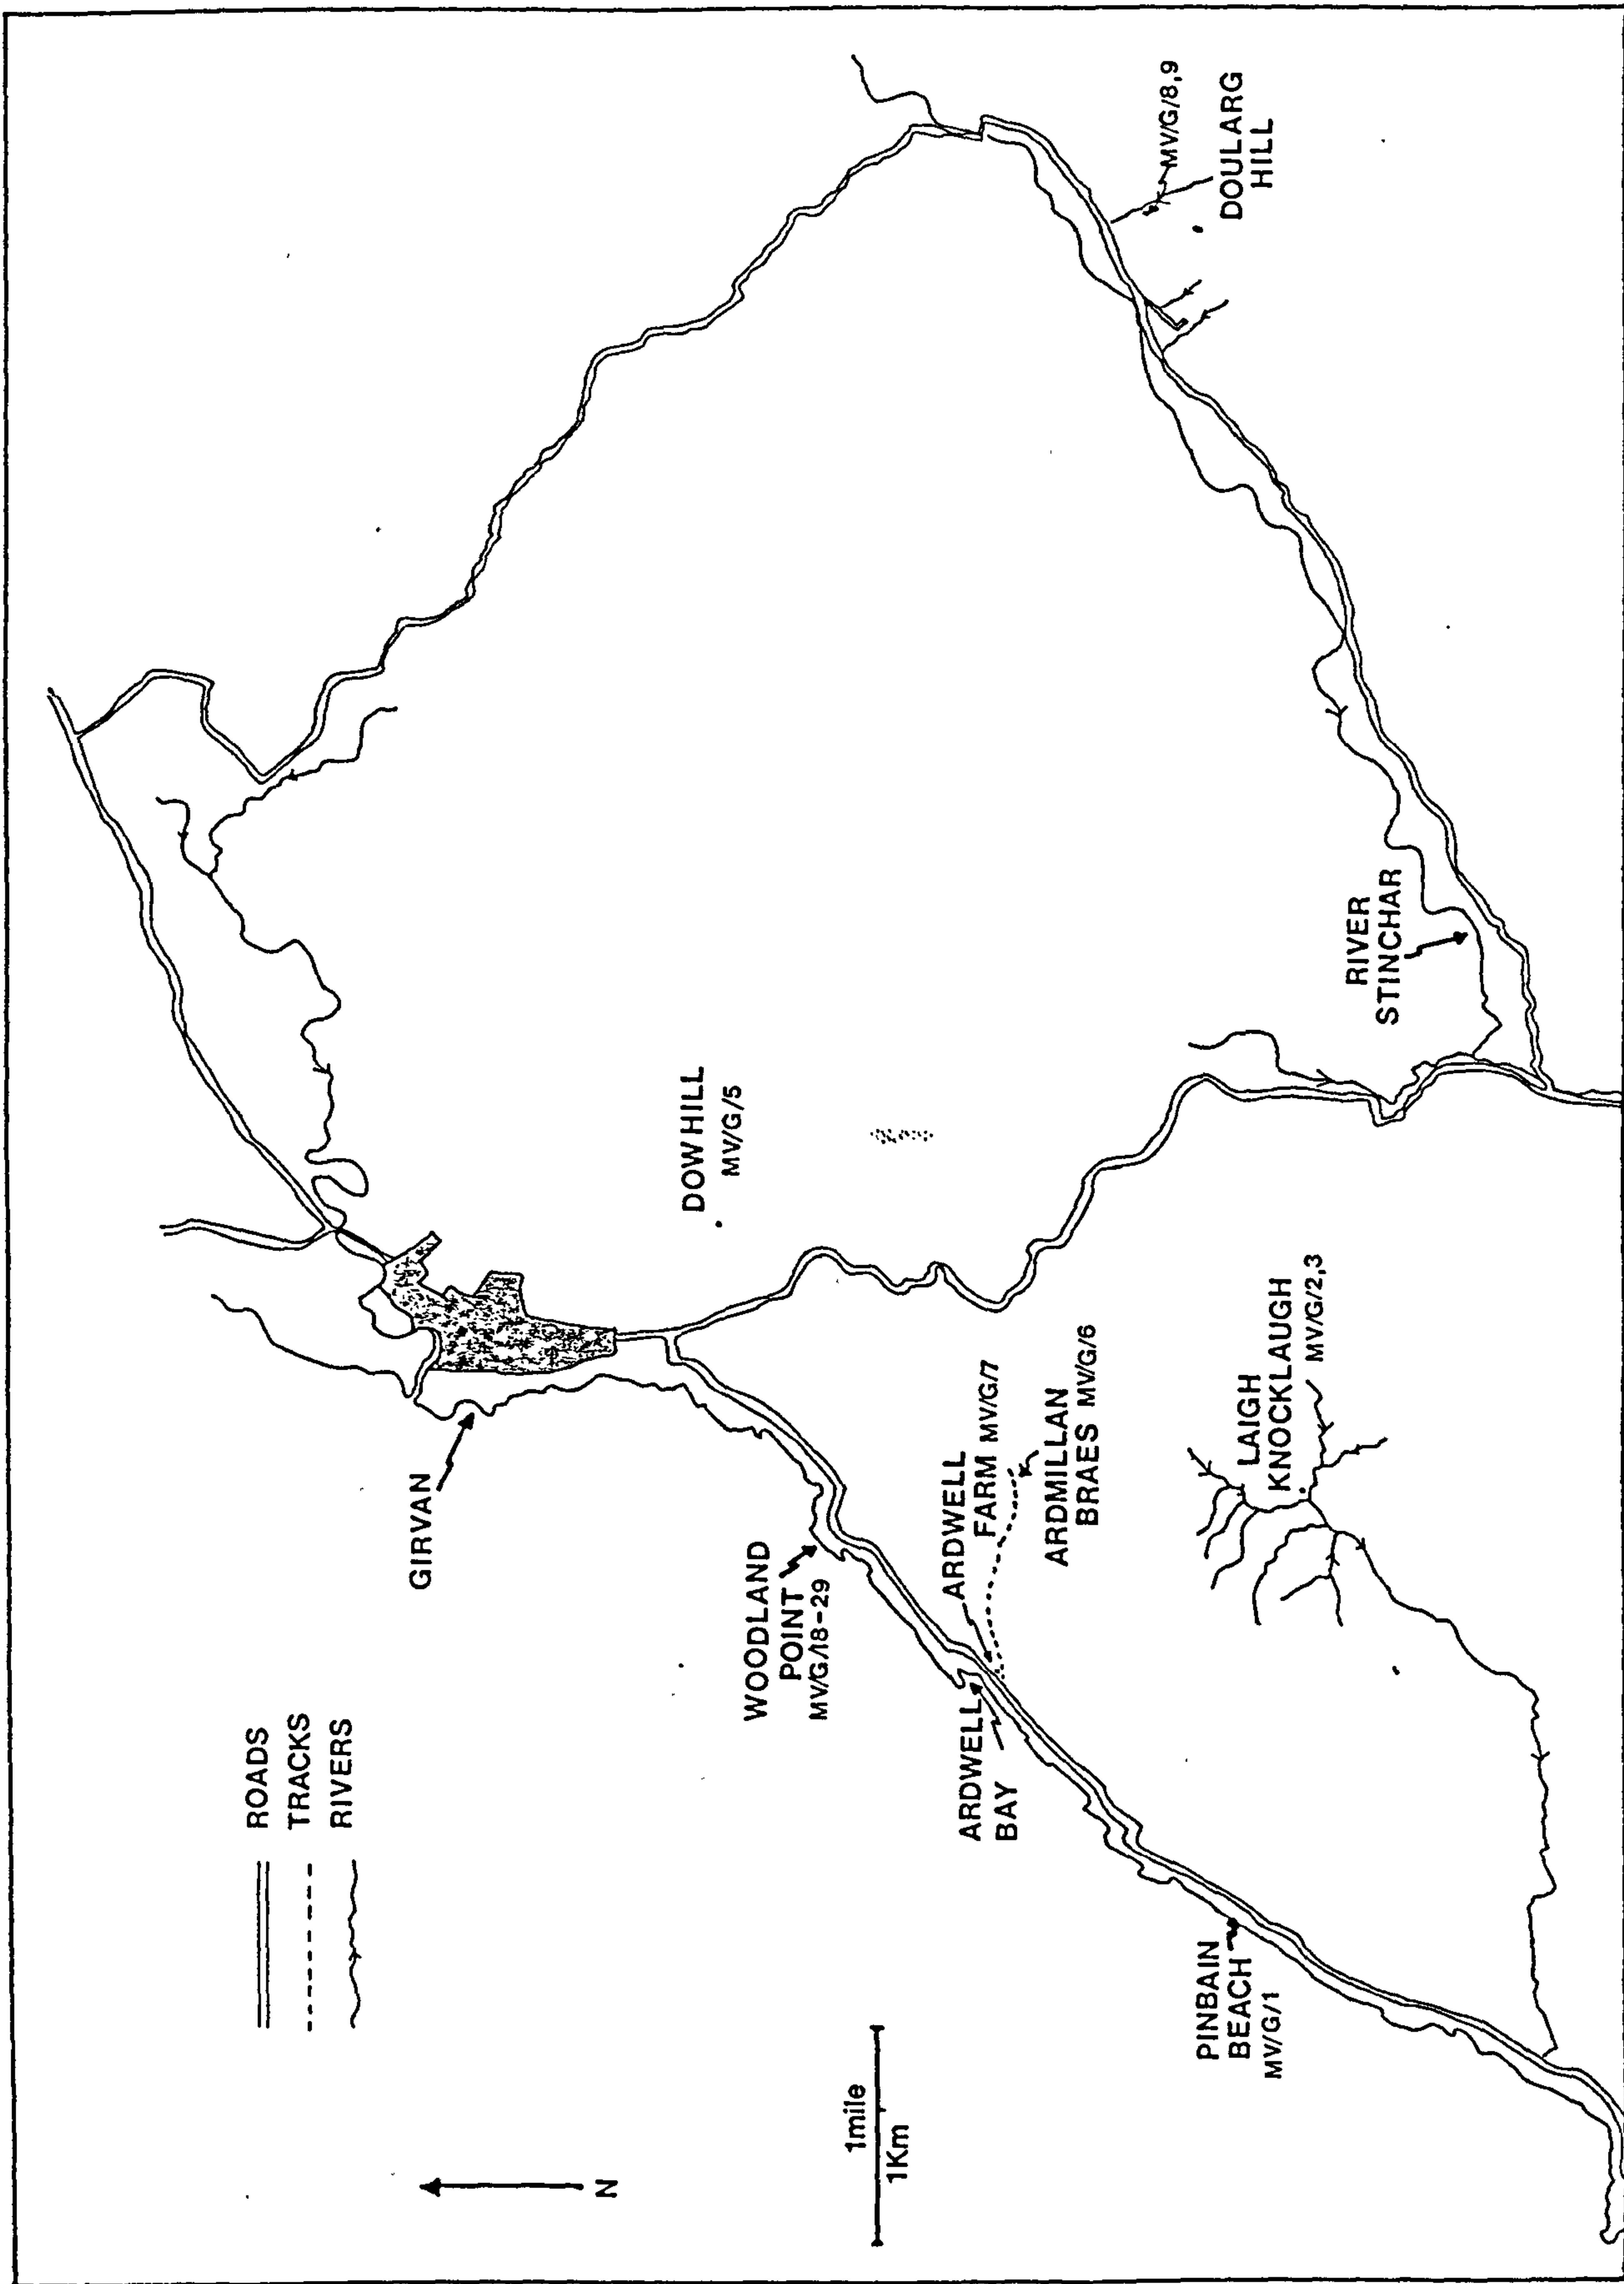 ROADS
TRACKS
RIVERS
N
1mile
1Km
GIRVAN
DOWHILL
MV/G/5
WOODLAND
POINT
MV/G/18-29
ARDWELL
BAY
ARDWELL
FARM MV/G/7
ARDMILLAN
BRAES MV/G/6
PINBAIN
BEACH
MV/G/1
LAIGH
KNOCKLAUGH
MV/G/2,3
RIVER
STINCHAR
MV/G/8,9
DOULARG
HILL